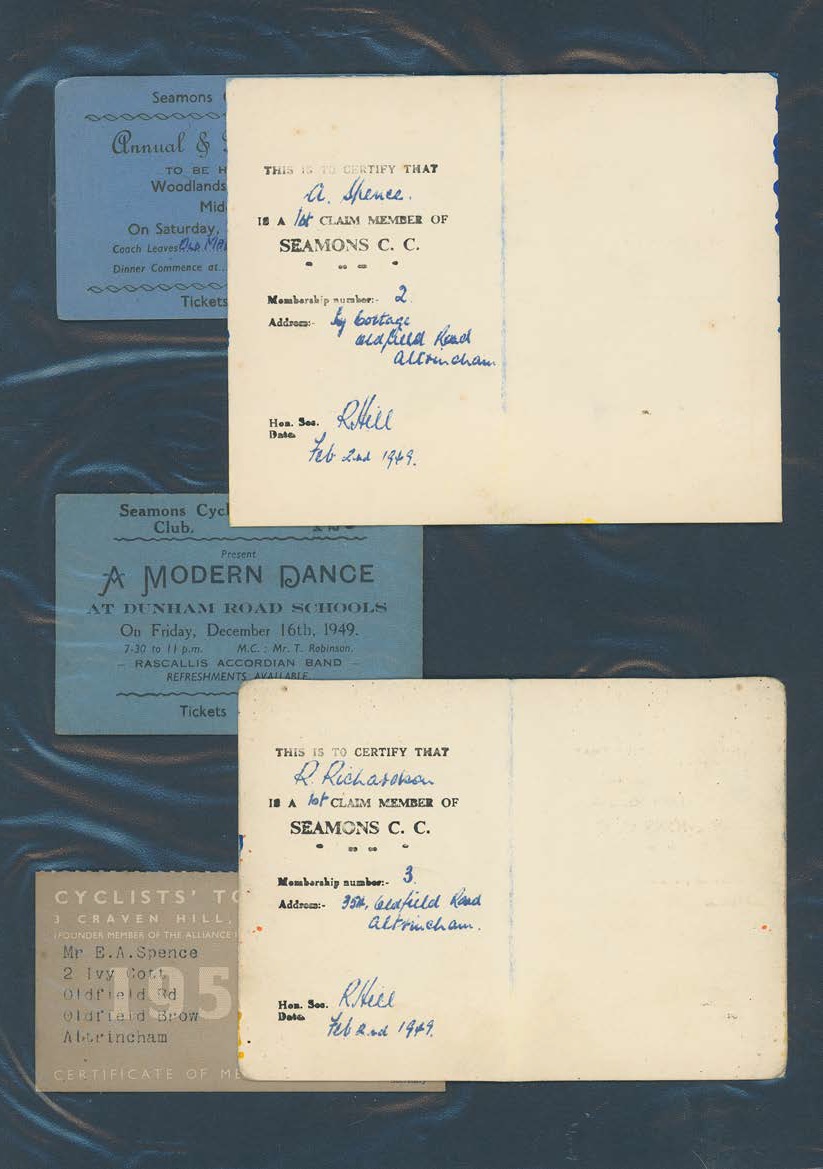 Seamons
Annual &
TO BE H
Woodlands
Mid
On Saturday,
Coach Leaves
Dinner Commence at..
Tickets
THIS IS TO CERTIFY THAT
A. Spence.
IS A 1st CLAIM MEMBER OF
SEAMONS C. C.
Membership number:- 2.
Address:- Ivy Cottage
Oldfield Road
Altrincham
Hon. Sec. R.Hill
Date
Feb 2nd 1949.
Seamons Cycl
Club.
Present
A MODERN DANCE
AT DUNHAM ROAD SCHOOLS
On Friday, December 16th, 1949.
7-30 to 11 p.m. M.C.: Mr. T. Robinson.
- RASCALLIS ACCORDIAN BAND -
REFRESHMENTS AVAILABLE.
Tickets -
THIS IS TO CERTIFY THAT
R. Richardson
IS A 1st CLAIM MEMBER OF
SEAMONS C. C.
Membership number:- 3.
Address:- Oldfield Road
Altrincham.
Hon. Sec. R.Hill
Date
Feb 2nd 1949.
CYCLISTS' TO
3 CRAVEN HILL,
(FOUNDER MEMBER OF THE ALLIANCE
195
Mr E.A.Spence
2 Ivy Cott
Oldfield Rd
Oldfield Brow
Altrincham
CERTIFICATE OF ME